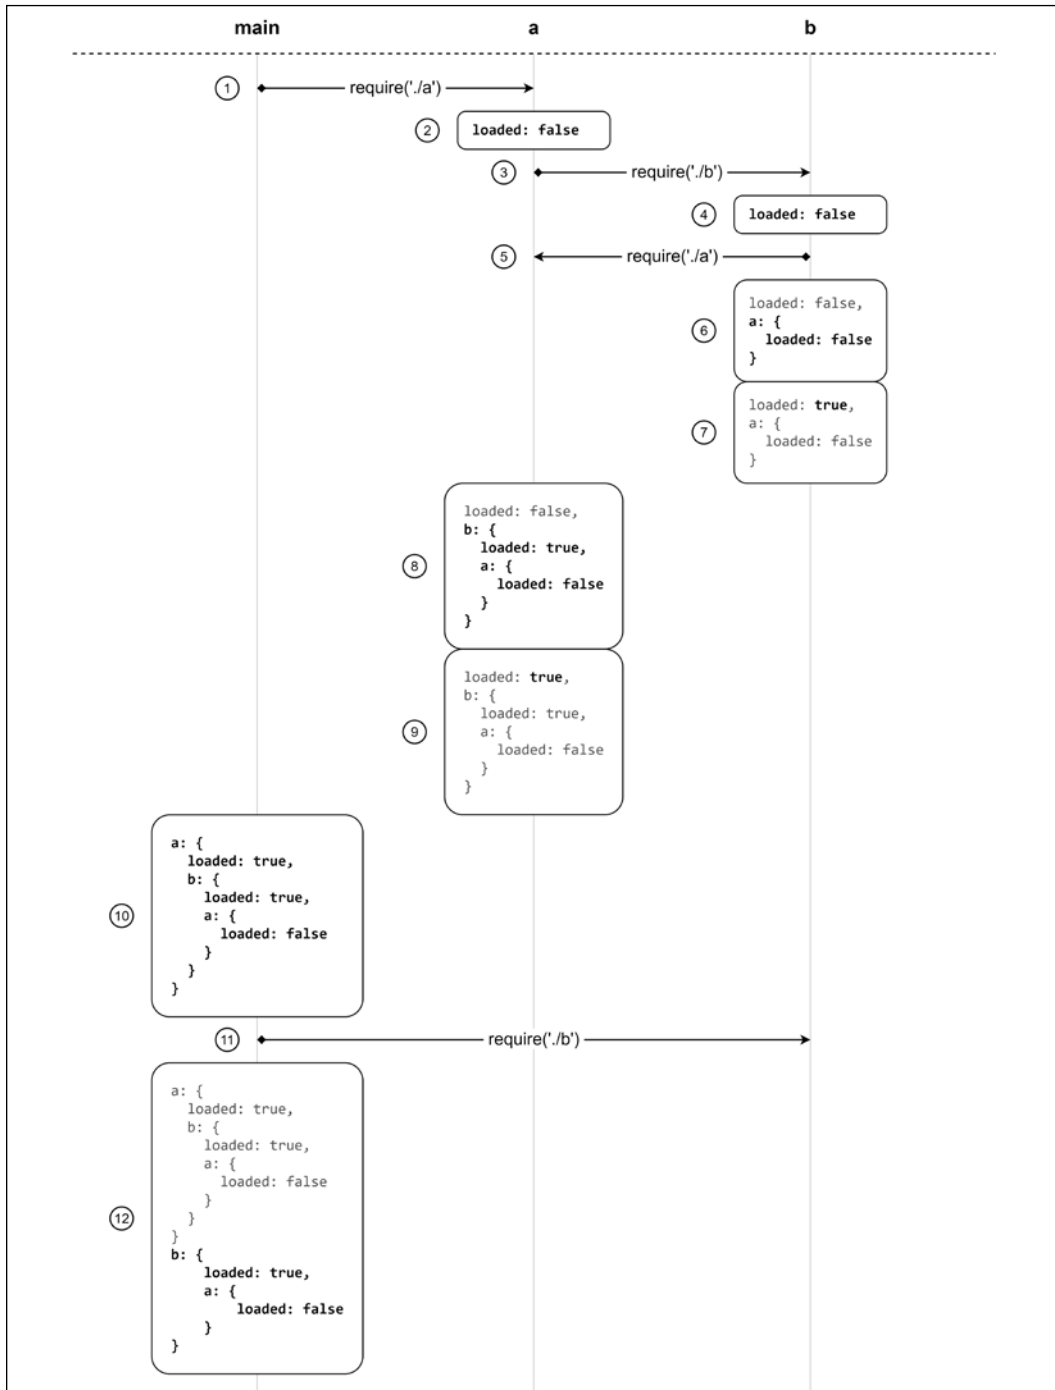 main a b
1 require('./a')
2 loaded: false
3 require('./b')
4 loaded: false
5 require('./a')
6
loaded: false,
a: {
  loaded: false
}
7
loaded: true,
a: {
  loaded: false
}
8
loaded: false,
b: {
  loaded: true,
  a: {
    loaded: false
  }
}
9
loaded: true,
b: {
  loaded: true,
  a: {
    loaded: false
  }
}
10
a: {
  loaded: true,
  b: {
    loaded: true,
    a: {
      loaded: false
    }
  }
}
11 require('./b')
12
a: {
  loaded: true,
  b: {
    loaded: true,
    a: {
      loaded: false
    }
  }
}
b: {
    loaded: true,
    a: {
        loaded: false
    }
}